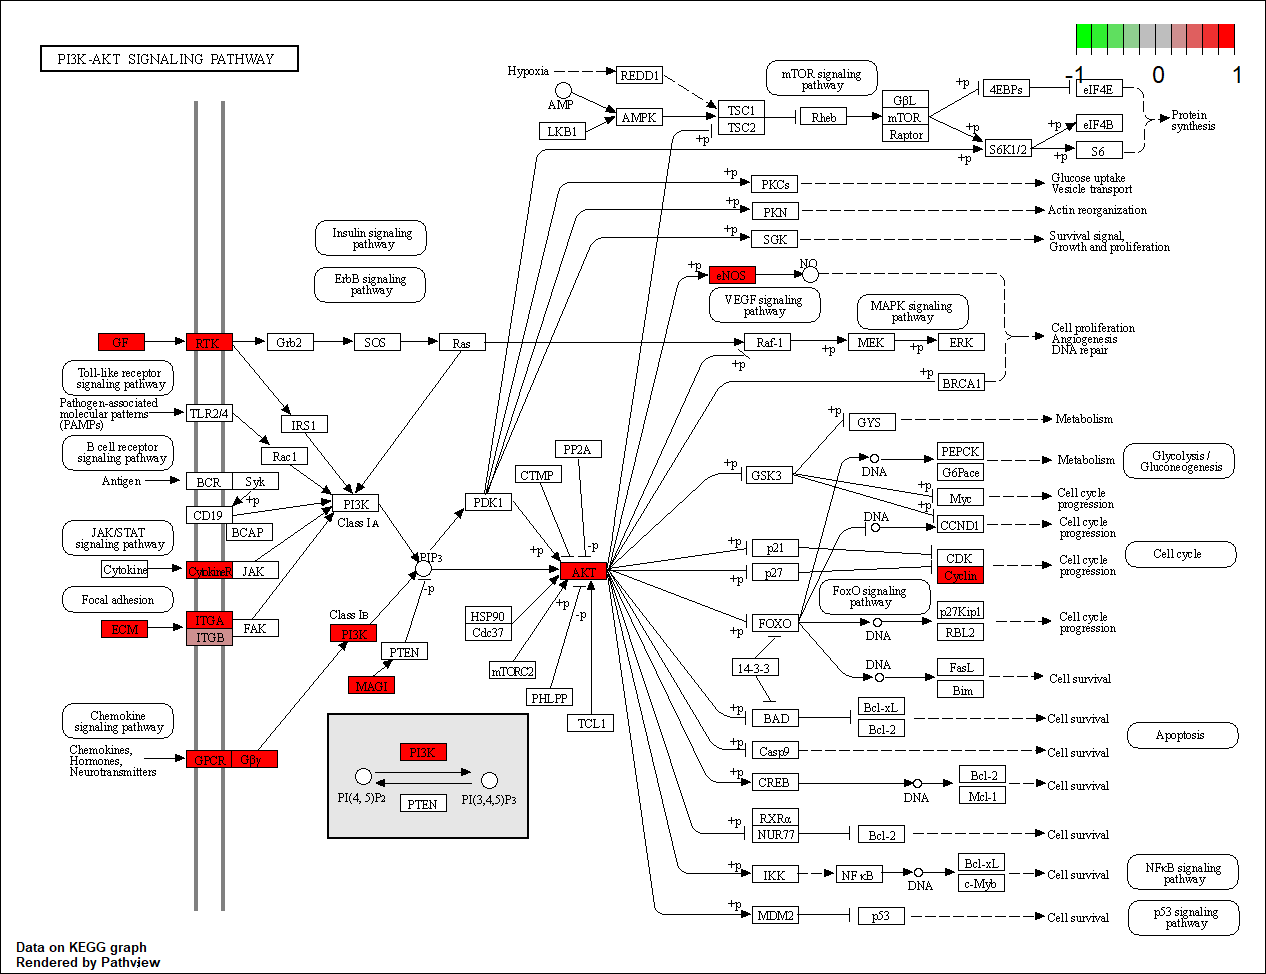 PI3K-AKT SIGNALING PATHWAY
-1
0
1
Hypoxia
REDD1
mTOR signaling
pathway
+p
4EBPs
eIF4E
AMP
LKB1
AMPK
TSC1
TSC2
+p
Rheb
GβL
mTOR
Raptor
+p
+p
S6K1/2
+p
eIF4B
+p
S6
Protein
synthesis
+p
PKCs
Glucose uptake
Vesicle transport
+p
PKN
Actin reorganization
+p
SGK
Survival signal,
Growth and proliferation
Insulin signaling
pathway
ErbB signaling
pathway
+p
eNOS
NO
VEGF signaling
pathway
MAPK signaling
pathway
GF
RTK
Grb2
SOS
Ras
Raf-1
+p
+p
MEK
+p
ERK
Cell proliferation
Angiogenesis
DNA repair
+p
BRCA1
Toll-like receptor
signaling pathway
Pathogen-associated
molecular patterns
(PAMPs)
TLR2/4
IRS1
Rac1
B cell receptor
signaling pathway
Antigen
BCR
Syk
+p
CD19
BCAP
PI3K
Class IA
PDK1
CTMP
PP2A
+p
-p
+p
GYS
Metabolism
+p
GSK3
DNA
PEPCK
G6Pace
Metabolism
Glycolysis /
Gluconeogenesis
+p
Myc
Cell cycle
progression
+p
DNA
CCND1
Cell cycle
progression
JAK/STAT
signaling pathway
Cytokine
CytokineR
JAK
PIP3
-p
AKT
+p
p21
+p
p27
CDK
Cyclin
Cell cycle
progression
Cell cycle
Focal adhesion
ECM
ITGA
ITGB
FAK
Class IB
PI3K
PTEN
MAGI
HSP90
Cdc37
+p
-p
mTORC2
PHLPP
TCL1
FoxO signaling
pathway
FOXO
DNA
p27Kip1
RBL2
Cell cycle
progression
14-3-3
DNA
FasL
Bim
Cell survival
Chemokine
signaling pathway
Chemokines,
Hormones,
Neurotransmitters
GPCR
Gβγ
PI3K
PI(4, 5)P2
PI(3,4,5)P3
PTEN
+p
BAD
Bcl-xL
Bcl-2
Cell survival
Apoptosis
+p
Casp9
Cell survival
+p
CREB
DNA
Bcl-2
Mcl-1
Cell survival
+p
RXRα
NUR77
Bcl-2
Cell survival
+p
IKK
NFκB
DNA
Bcl-xL
c-Myb
Cell survival
NFκB signaling
pathway
+p
MDM2
p53
Cell survival
p53 signaling
pathway
Data on KEGG graph
Rendered by Pathview